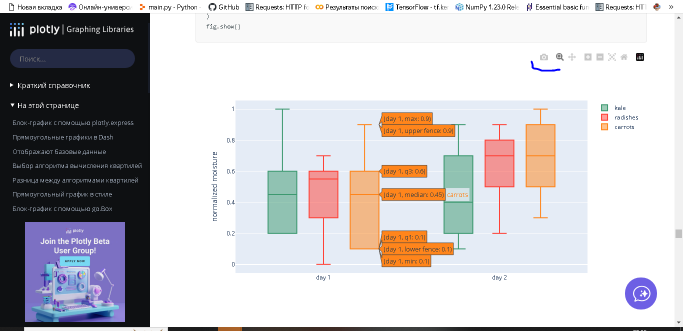 Новая вкладка
Онлайн-универс
main.py - Python
GitHub
Requests: HTTP f
Результаты поиск
TensorFlow - tf.ke
NumPy 1.23.0 Rele
Essential basic fun
Requests: HTTP
)
fig.show()
plotly | Graphing Libraries
Поиск...
Краткий справочник
На этой странице
Блок-график с помощью plotly.express
Прямоугольные графики в Dash
Отображают базовые данные
Выбор алгоритма вычисления квартилей
Разница между алгоритмами квартилей
Прямоугольный график в стиле
Блок-график с помощью go.Box
plotly
Join the Plotly Beta
User Group!
APPLY NOW
normalized moisture
1
0.8
0.6
0.4
0.2
0
day 1
day 2
(day 1, max: 0.9)
(day 1, upper fence: 0.9)
(day 1, q3: 0.6)
(day 1, median: 0.45) carrots
(day 1, q1: 0.1)
(day 1, lower fence: 0.1)
(day 1, min: 0.1)
kale
radishes
carrots